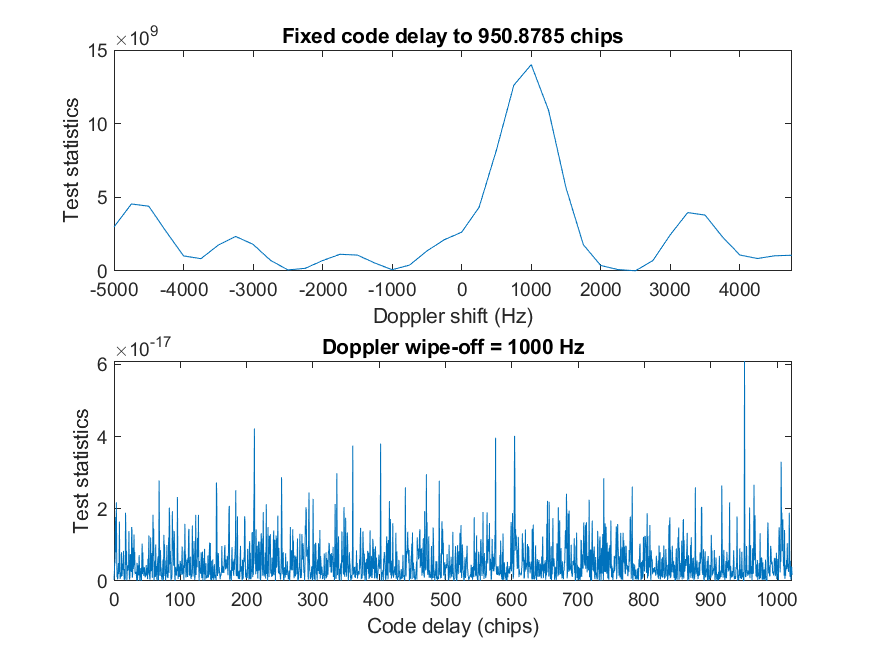 ×10^9
Fixed code delay to 950.8785 chips
15
10
5
0
Test statistics
-5000 -4000 -3000 -2000 -1000 0 1000 2000 3000 4000
Doppler shift (Hz)
×10^-17
Doppler wipe-off = 1000 Hz
6
4
2
0
Test statistics
0 100 200 300 400 500 600 700 800 900 1000
Code delay (chips)